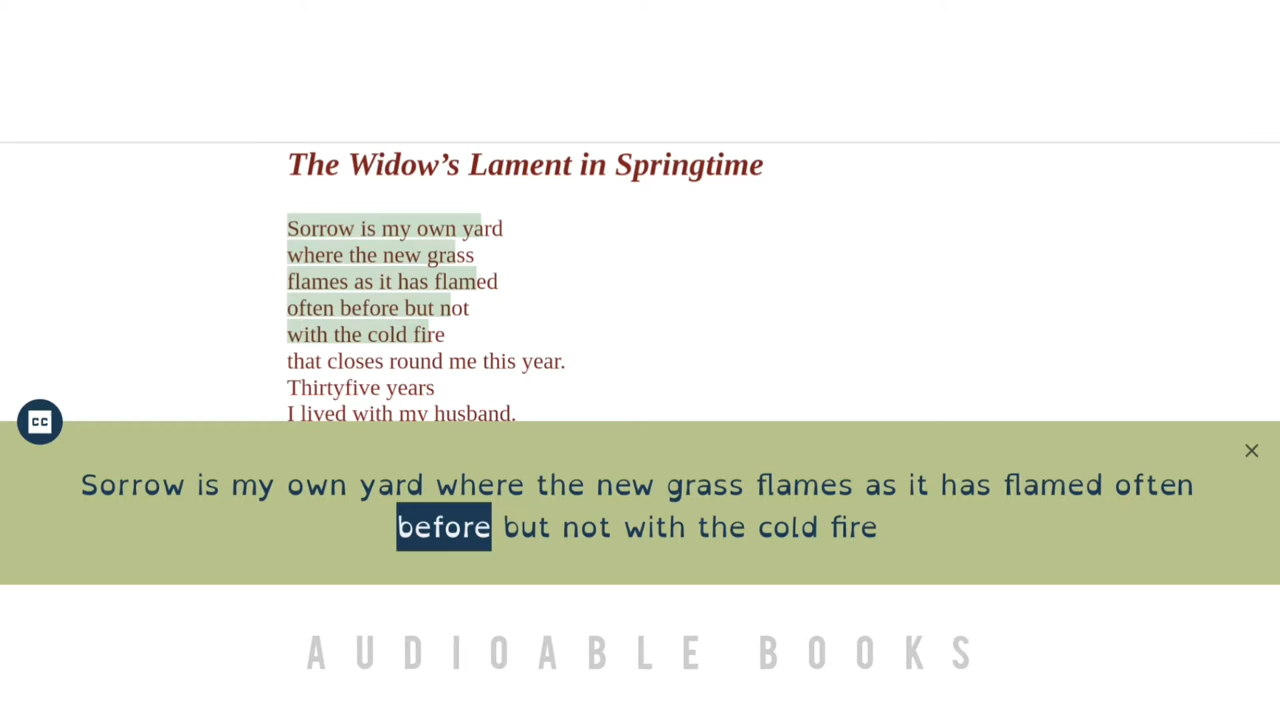 The Widow’s Lament in Springtime
Sorrow is my own yard
where the new grass
flames as it has flamed
often before but not
with the cold fire
that closes round me this year.
Thirtyfive years
I lived with my husband.
CC
Sorrow is my own yard where the new grass flames as it has flamed often
before but not with the cold fire
AUDIOABLE BOOKS